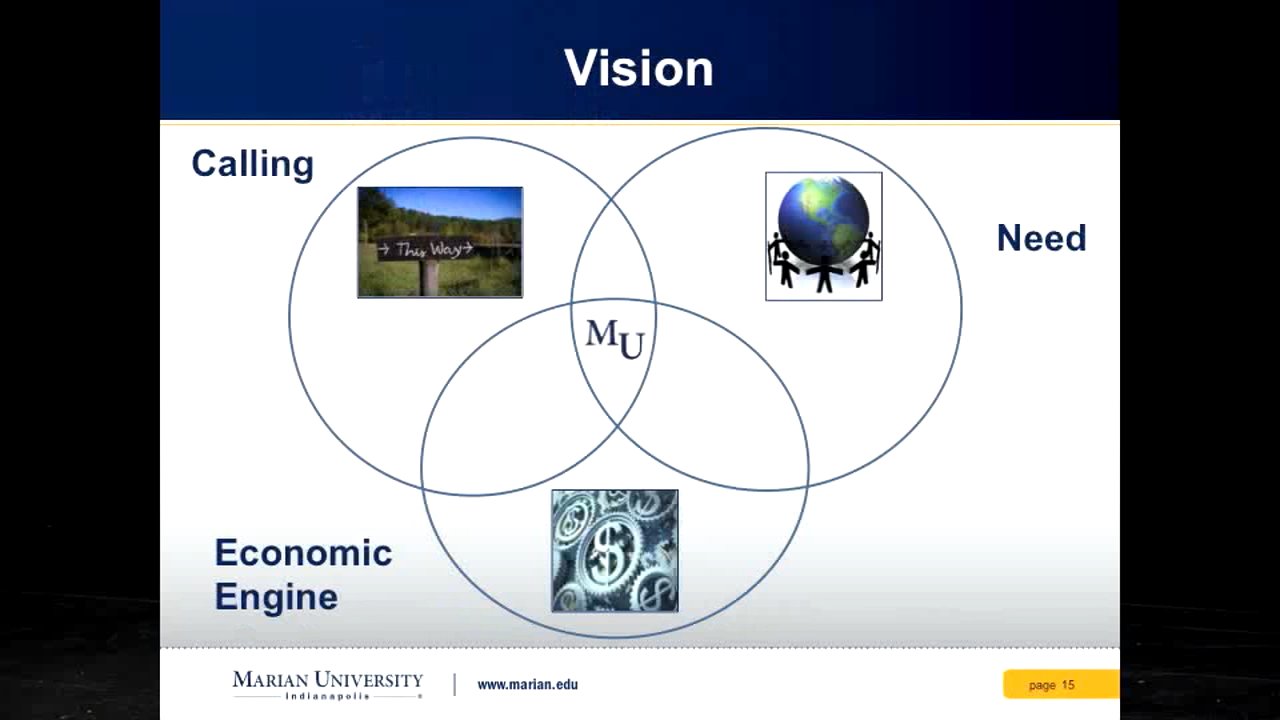 Vision
Calling
→ This Way →
Need
MU
Economic
Engine
$
$
$
$
MARIAN UNIVERSITY
Indianapolis
®
www.marian.edu
page 15